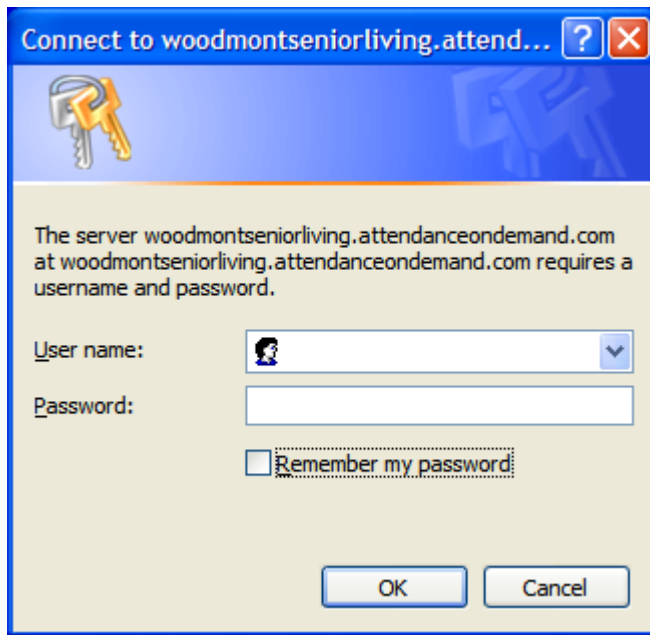 Connect to woodmontseniorliving.attend...
The server woodmontseniorliving.attendanceondemand.com
at woodmontseniorliving.attendanceondemand.com requires a
username and password.
User name:
Password:
Remember my password
OK Cancel